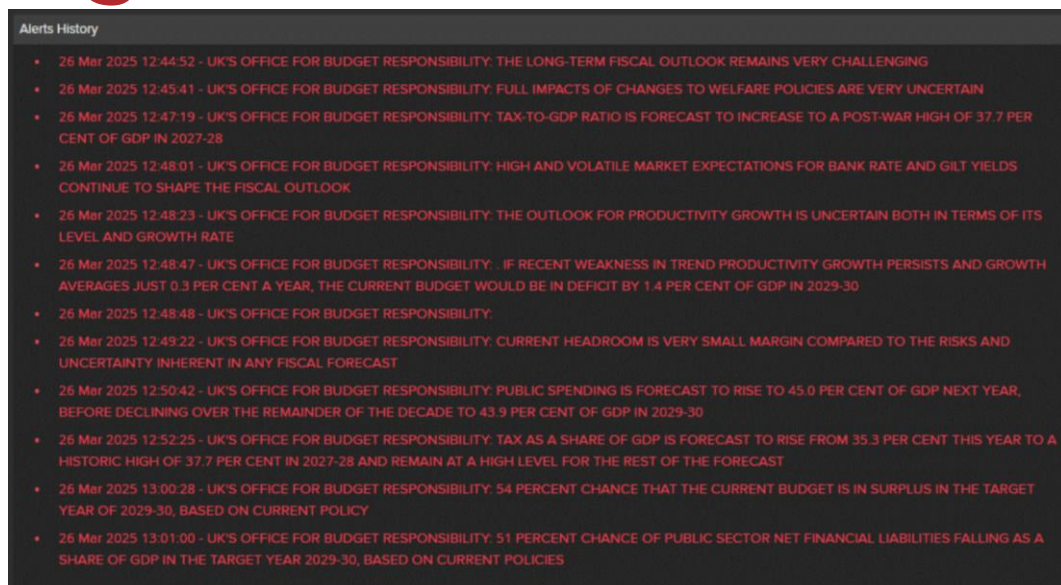 Alerts History
• 26 Mar 2025 12:44:52 - UK'S OFFICE FOR BUDGET RESPONSIBILITY: THE LONG-TERM FISCAL OUTLOOK REMAINS VERY CHALLENGING
• 26 Mar 2025 12:45:41 - UK'S OFFICE FOR BUDGET RESPONSIBILITY: FULL IMPACTS OF CHANGES TO WELFARE POLICIES ARE VERY UNCERTAIN
• 26 Mar 2025 12:47:19 - UK'S OFFICE FOR BUDGET RESPONSIBILITY: TAX-TO-GDP RATIO IS FORECAST TO INCREASE TO A POST-WAR HIGH OF 37.7 PER
CENT OF GDP IN 2027-28
• 26 Mar 2025 12:48:01 - UK'S OFFICE FOR BUDGET RESPONSIBILITY: HIGH AND VOLATILE MARKET EXPECTATIONS FOR BANK RATE AND GILT YIELDS
CONTINUE TO SHAPE THE FISCAL OUTLOOK
• 26 Mar 2025 12:48:23 - UK'S OFFICE FOR BUDGET RESPONSIBILITY: THE OUTLOOK FOR PRODUCTIVITY GROWTH IS UNCERTAIN BOTH IN TERMS OF ITS
LEVEL AND GROWTH RATE
• 26 Mar 2025 12:48:47 - UK'S OFFICE FOR BUDGET RESPONSIBILITY: . IF RECENT WEAKNESS IN TREND PRODUCTIVITY GROWTH PERSISTS AND GROWTH
AVERAGES JUST 0.3 PER CENT A YEAR, THE CURRENT BUDGET WOULD BE IN DEFICIT BY 1.4 PER CENT OF GDP IN 2029-30
• 26 Mar 2025 12:48:48 - UK'S OFFICE FOR BUDGET RESPONSIBILITY:
• 26 Mar 2025 12:49:22 - UK'S OFFICE FOR BUDGET RESPONSIBILITY: CURRENT HEADROOM IS VERY SMALL MARGIN COMPARED TO THE RISKS AND
UNCERTAINTY INHERENT IN ANY FISCAL FORECAST
• 26 Mar 2025 12:50:42 - UK'S OFFICE FOR BUDGET RESPONSIBILITY: PUBLIC SPENDING IS FORECAST TO RISE TO 45.0 PER CENT OF GDP NEXT YEAR,
BEFORE DECLINING OVER THE REMAINDER OF THE DECADE TO 43.9 PER CENT OF GDP IN 2029-30
• 26 Mar 2025 12:52:25 - UK'S OFFICE FOR BUDGET RESPONSIBILITY: TAX AS A SHARE OF GDP IS FORECAST TO RISE FROM 35.3 PER CENT THIS YEAR TO A
HISTORIC HIGH OF 37.7 PER CENT IN 2027-28 AND REMAIN AT A HIGH LEVEL FOR THE REST OF THE FORECAST
• 26 Mar 2025 13:00:28 - UK'S OFFICE FOR BUDGET RESPONSIBILITY: 54 PERCENT CHANCE THAT THE CURRENT BUDGET IS IN SURPLUS IN THE TARGET
YEAR OF 2029-30, BASED ON CURRENT POLICY
• 26 Mar 2025 13:01:00 - UK'S OFFICE FOR BUDGET RESPONSIBILITY: 51 PERCENT CHANCE OF PUBLIC SECTOR NET FINANCIAL LIABILITIES FALLING AS A
SHARE OF GDP IN THE TARGET YEAR 2029-30, BASED ON CURRENT POLICIES